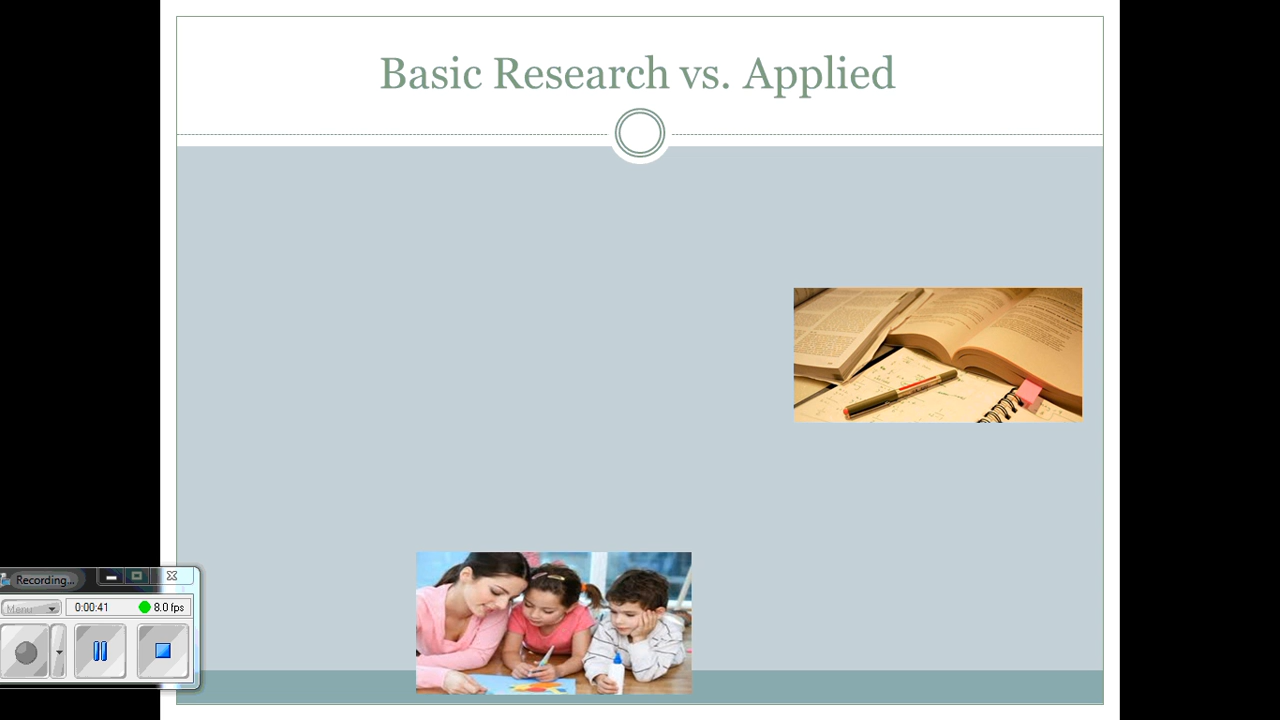 Basic Research vs. Applied
Recording...
Menu
0:00:41
8.0 fps